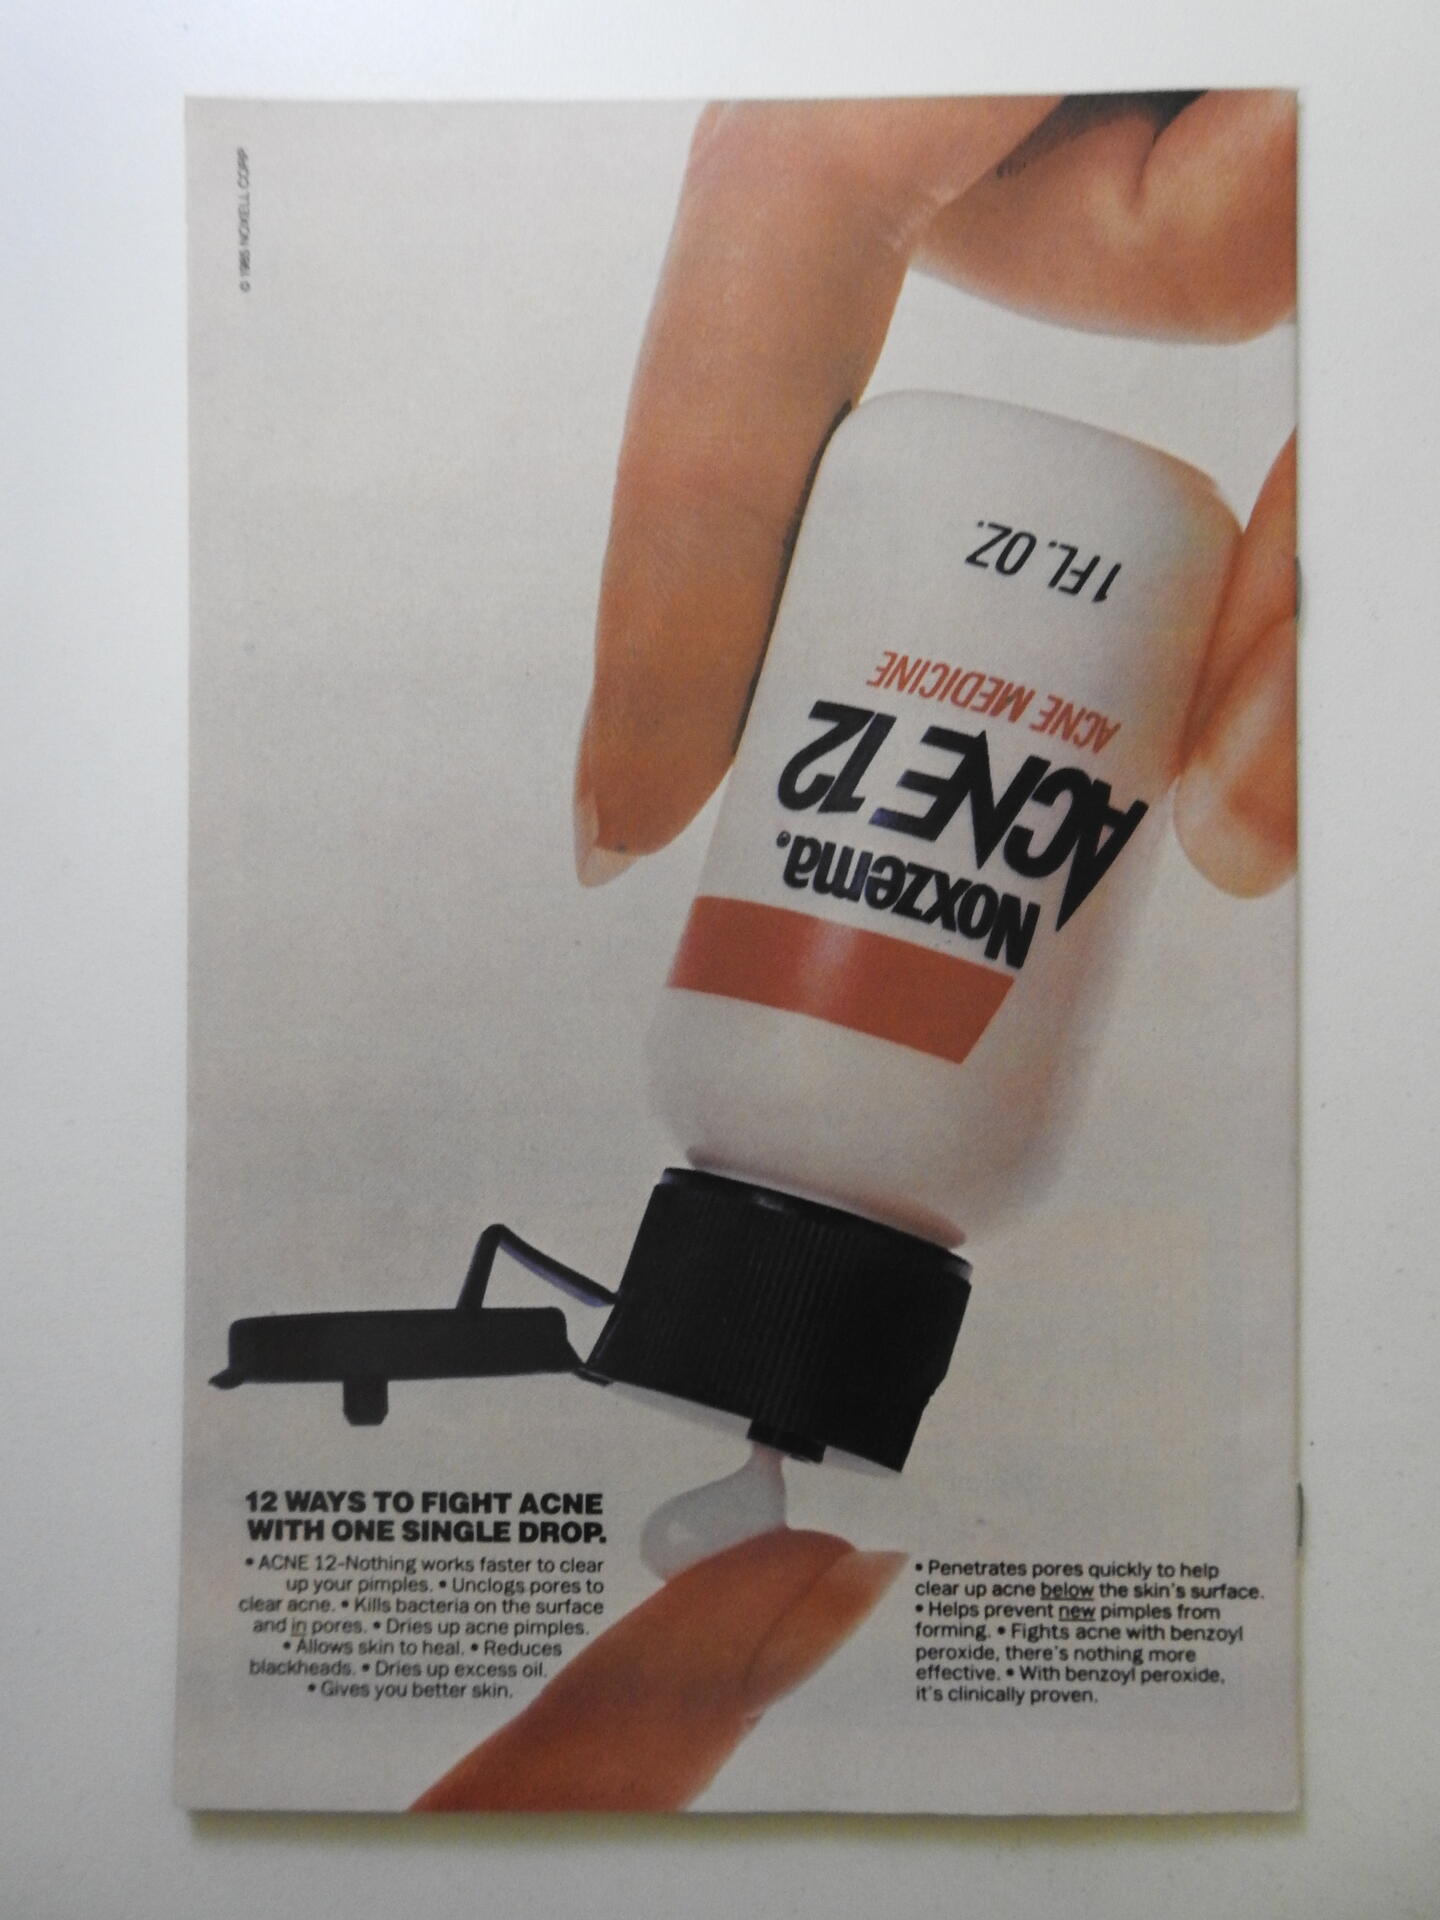 © 1985 NOXELL CORP.
1 FL. OZ.
ACNE MEDICINE
ACNE 12
Noxzema.
12 WAYS TO FIGHT ACNE
WITH ONE SINGLE DROP.
• ACNE 12–Nothing works faster to clear
up your pimples. • Unclogs pores to
clear acne. • Kills bacteria on the surface
and in pores. • Dries up acne pimples.
• Allows skin to heal. • Reduces
blackheads. • Dries up excess oil.
• Gives you better skin.
• Penetrates pores quickly to help
clear up acne below the skin's surface.
• Helps prevent new pimples from
forming. • Fights acne with benzoyl
peroxide, there's nothing more
effective. • With benzoyl peroxide,
it's clinically proven.